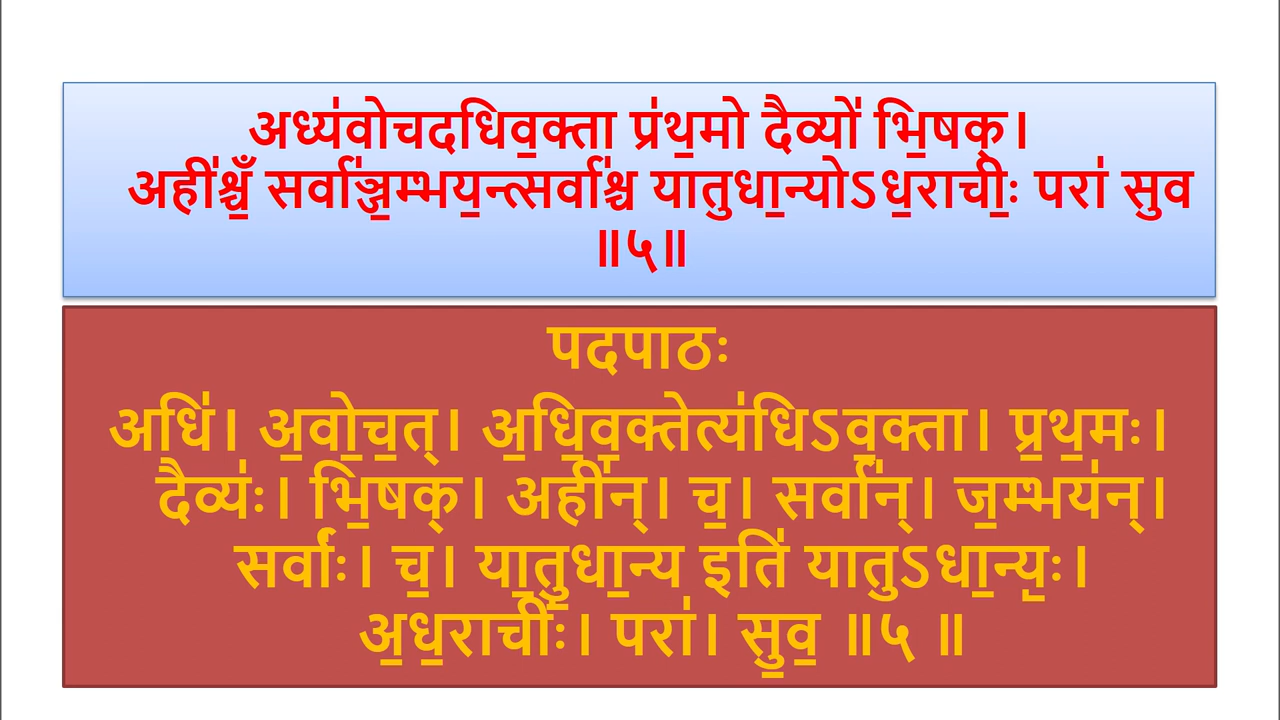 अध्य॑वोचदधिव॒क्ता प्र॑थ॒मो दैव्यो॑ भि॒षक्।
अही॑ँश्च॒ सर्वा॑ञ्ज॒म्भय॒न्त्सर्वा॑श्च यातुधा॒न्योऽध॒राची॒ः परा॑ सुव
॥५॥
पदपाठः
अधि॑। अ॒वो॒च॒त्। अ॒धि॒व॒क्तेत्य॑धिऽव॒क्ता। प्र॒थ॒मः।
दैव्य॑ः। भि॒षक्। अही॑न्। च॒। सर्वा॑न्। ज॒म्भय॑न्।
सर्वा॑ः। च॒। या॒तु॒धा॒न्य इति॑ यातुऽधा॒न्य॒ः।
अ॒ध॒राची॑ः। परा॑। सु॒व॒ ॥५ ॥